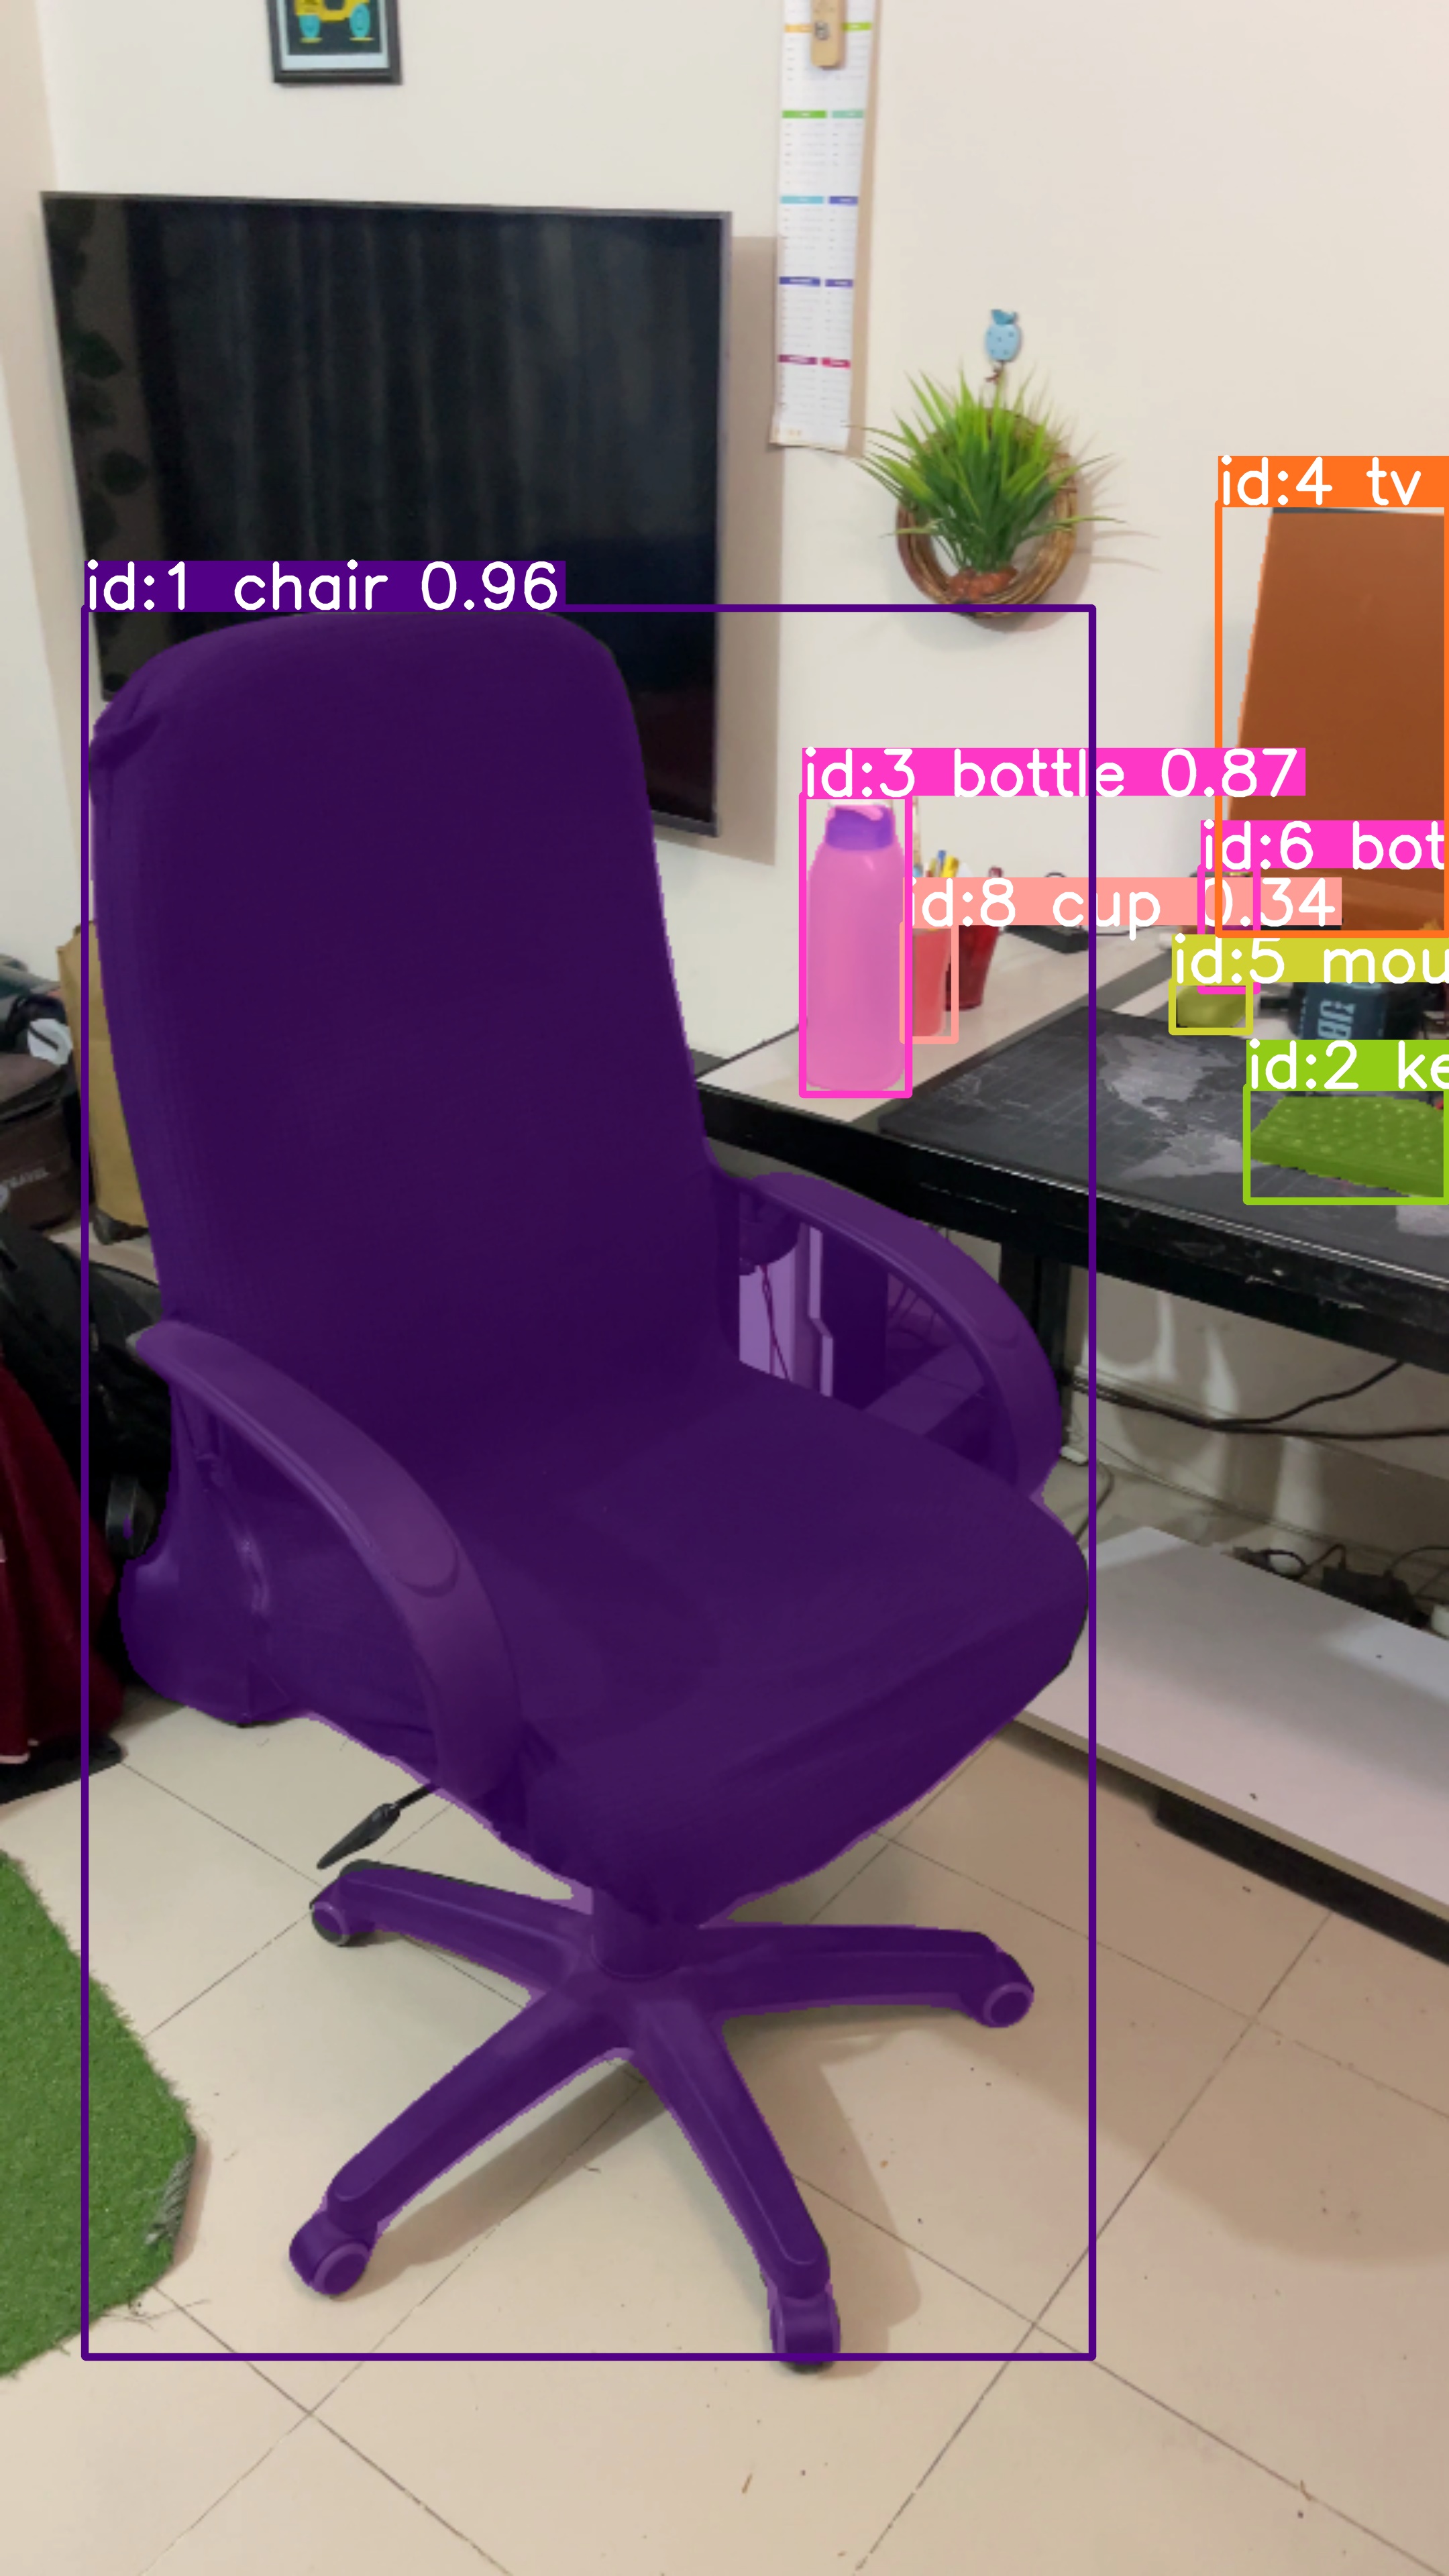 id:4 tv
id:1 chair 0.96
id:3 bottle 0.87
id:6 bot
id:8 cup 0.34
id:5 mou
JBL
id:2 ke